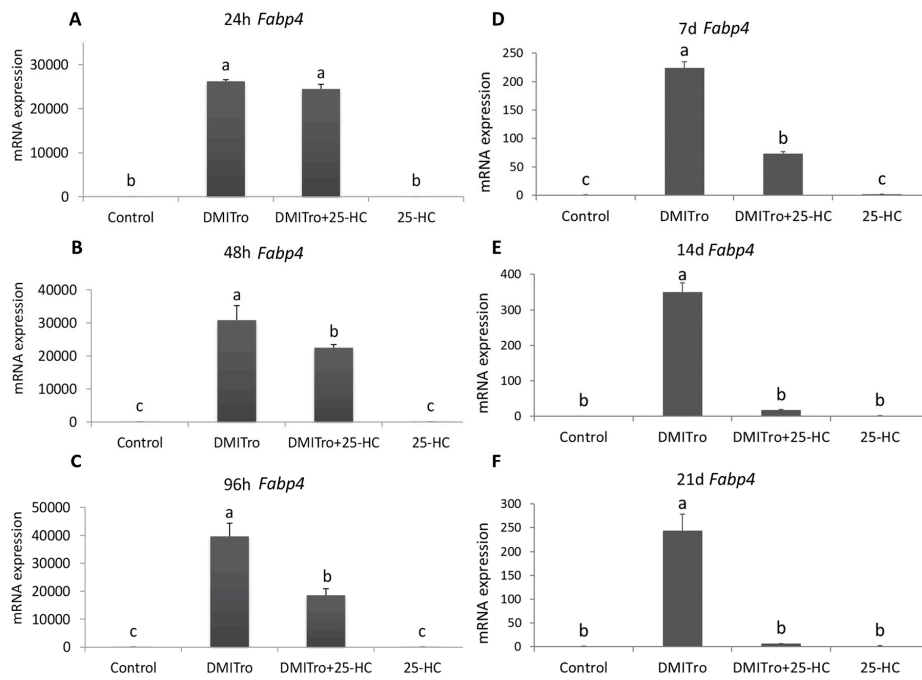 A
24h Fabp4
mRNA expression
30000
20000
10000
0
b
a
a
b
Control
DMITro
DMITro+25-HC
25-HC
B
48h Fabp4
mRNA expression
40000
30000
20000
10000
0
c
a
b
c
Control
DMITro
DMITro+25-HC
25-HC
C
96h Fabp4
mRNA expression
50000
40000
30000
20000
10000
0
c
a
b
c
Control
DMITro
DMITro+25-HC
25-HC
D
7d Fabp4
mRNA expression
250
200
150
100
50
0
c
a
b
c
Control
DMITro
DMITro+25-HC
25-HC
E
14d Fabp4
mRNA expression
400
300
200
100
0
b
a
b
b
Control
DMITro
DMITro+25-HC
25-HC
F
21d Fabp4
mRNA expression
300
250
200
150
100
50
0
b
a
b
b
Control
DMITro
DMITro+25-HC
25-HC